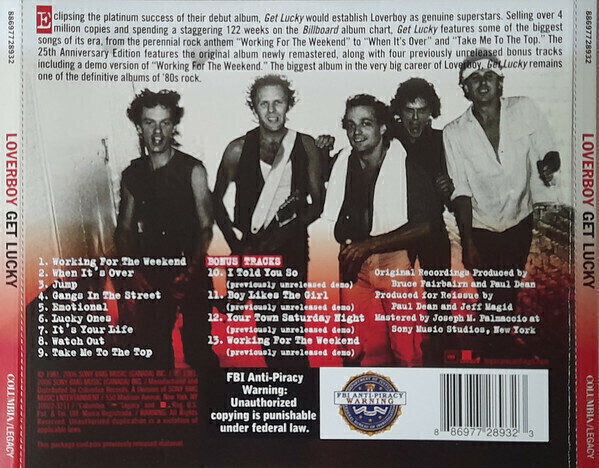 Eclipsing the platinum success of their debut album, Get Lucky would establish Loverboy as genuine superstars. Selling over 4
million copies and spending a staggering 122 weeks on the Billboard album chart, Get Lucky features some of the biggest
songs of its era, from the perennial rock anthem “Working For The Weekend” to “When It's Over” and “Take Me To The Top.” The
25th Anniversary Edition features the original album newly remastered, along with four previously unreleased bonus tracks
including a demo version of “Working For The Weekend.” The biggest album in the very big career of Loverboy, Get Lucky remains
one of the definitive albums of '80s rock.
88697728932
LOVERBOY GET LUCKY
COLUMBIA/LEGACY
1. Working For The Weekend
2. When It's Over
3. Jump
4. Gangs In The Street
5. Emotional
6. Lucky Ones
7. It's Your Life
8. Watch Out
9. Take Me To The Top
BONUS TRACKS
10. I Told You So
(previously unreleased demo)
11. Boy Likes The Girl
(previously unreleased demo)
12. Your Town Saturday Night
(previously unreleased demo)
13. Working For The Weekend
(previously unreleased demo)
Original Recordings Produced by
Bruce Fairbairn and Paul Dean
Produced for Reissue by
Paul Dean and Jeff Magid
Mastered by Joseph M. Palmaccio at
Sony Music Studios, New York
FBI Anti-Piracy
Warning:
Unauthorized
copying is punishable
under federal law.
FBI ANTI-PIRACY
WARNING
8 86977 28932 3
This package contains previously released material.
88697728932
LOVERBOY GET LUCKY
COLUMBIA/LEGACY